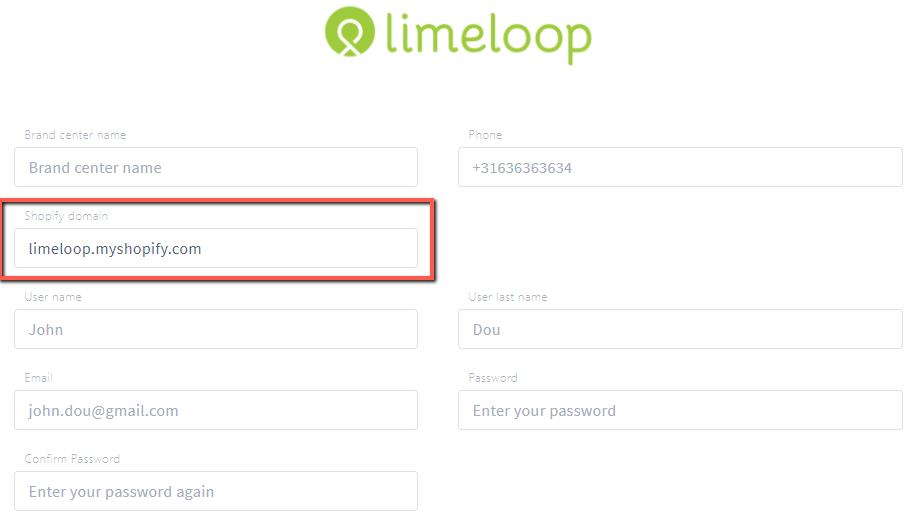 limeloop
Brand center name
Phone
Brand center name
+31636363634
Shopify domain
limeloop.myshopify.com
User name
User last name
John
Dou
Email
Password
john.dou@gmail.com
Enter your password
Confirm Password
Enter your password again